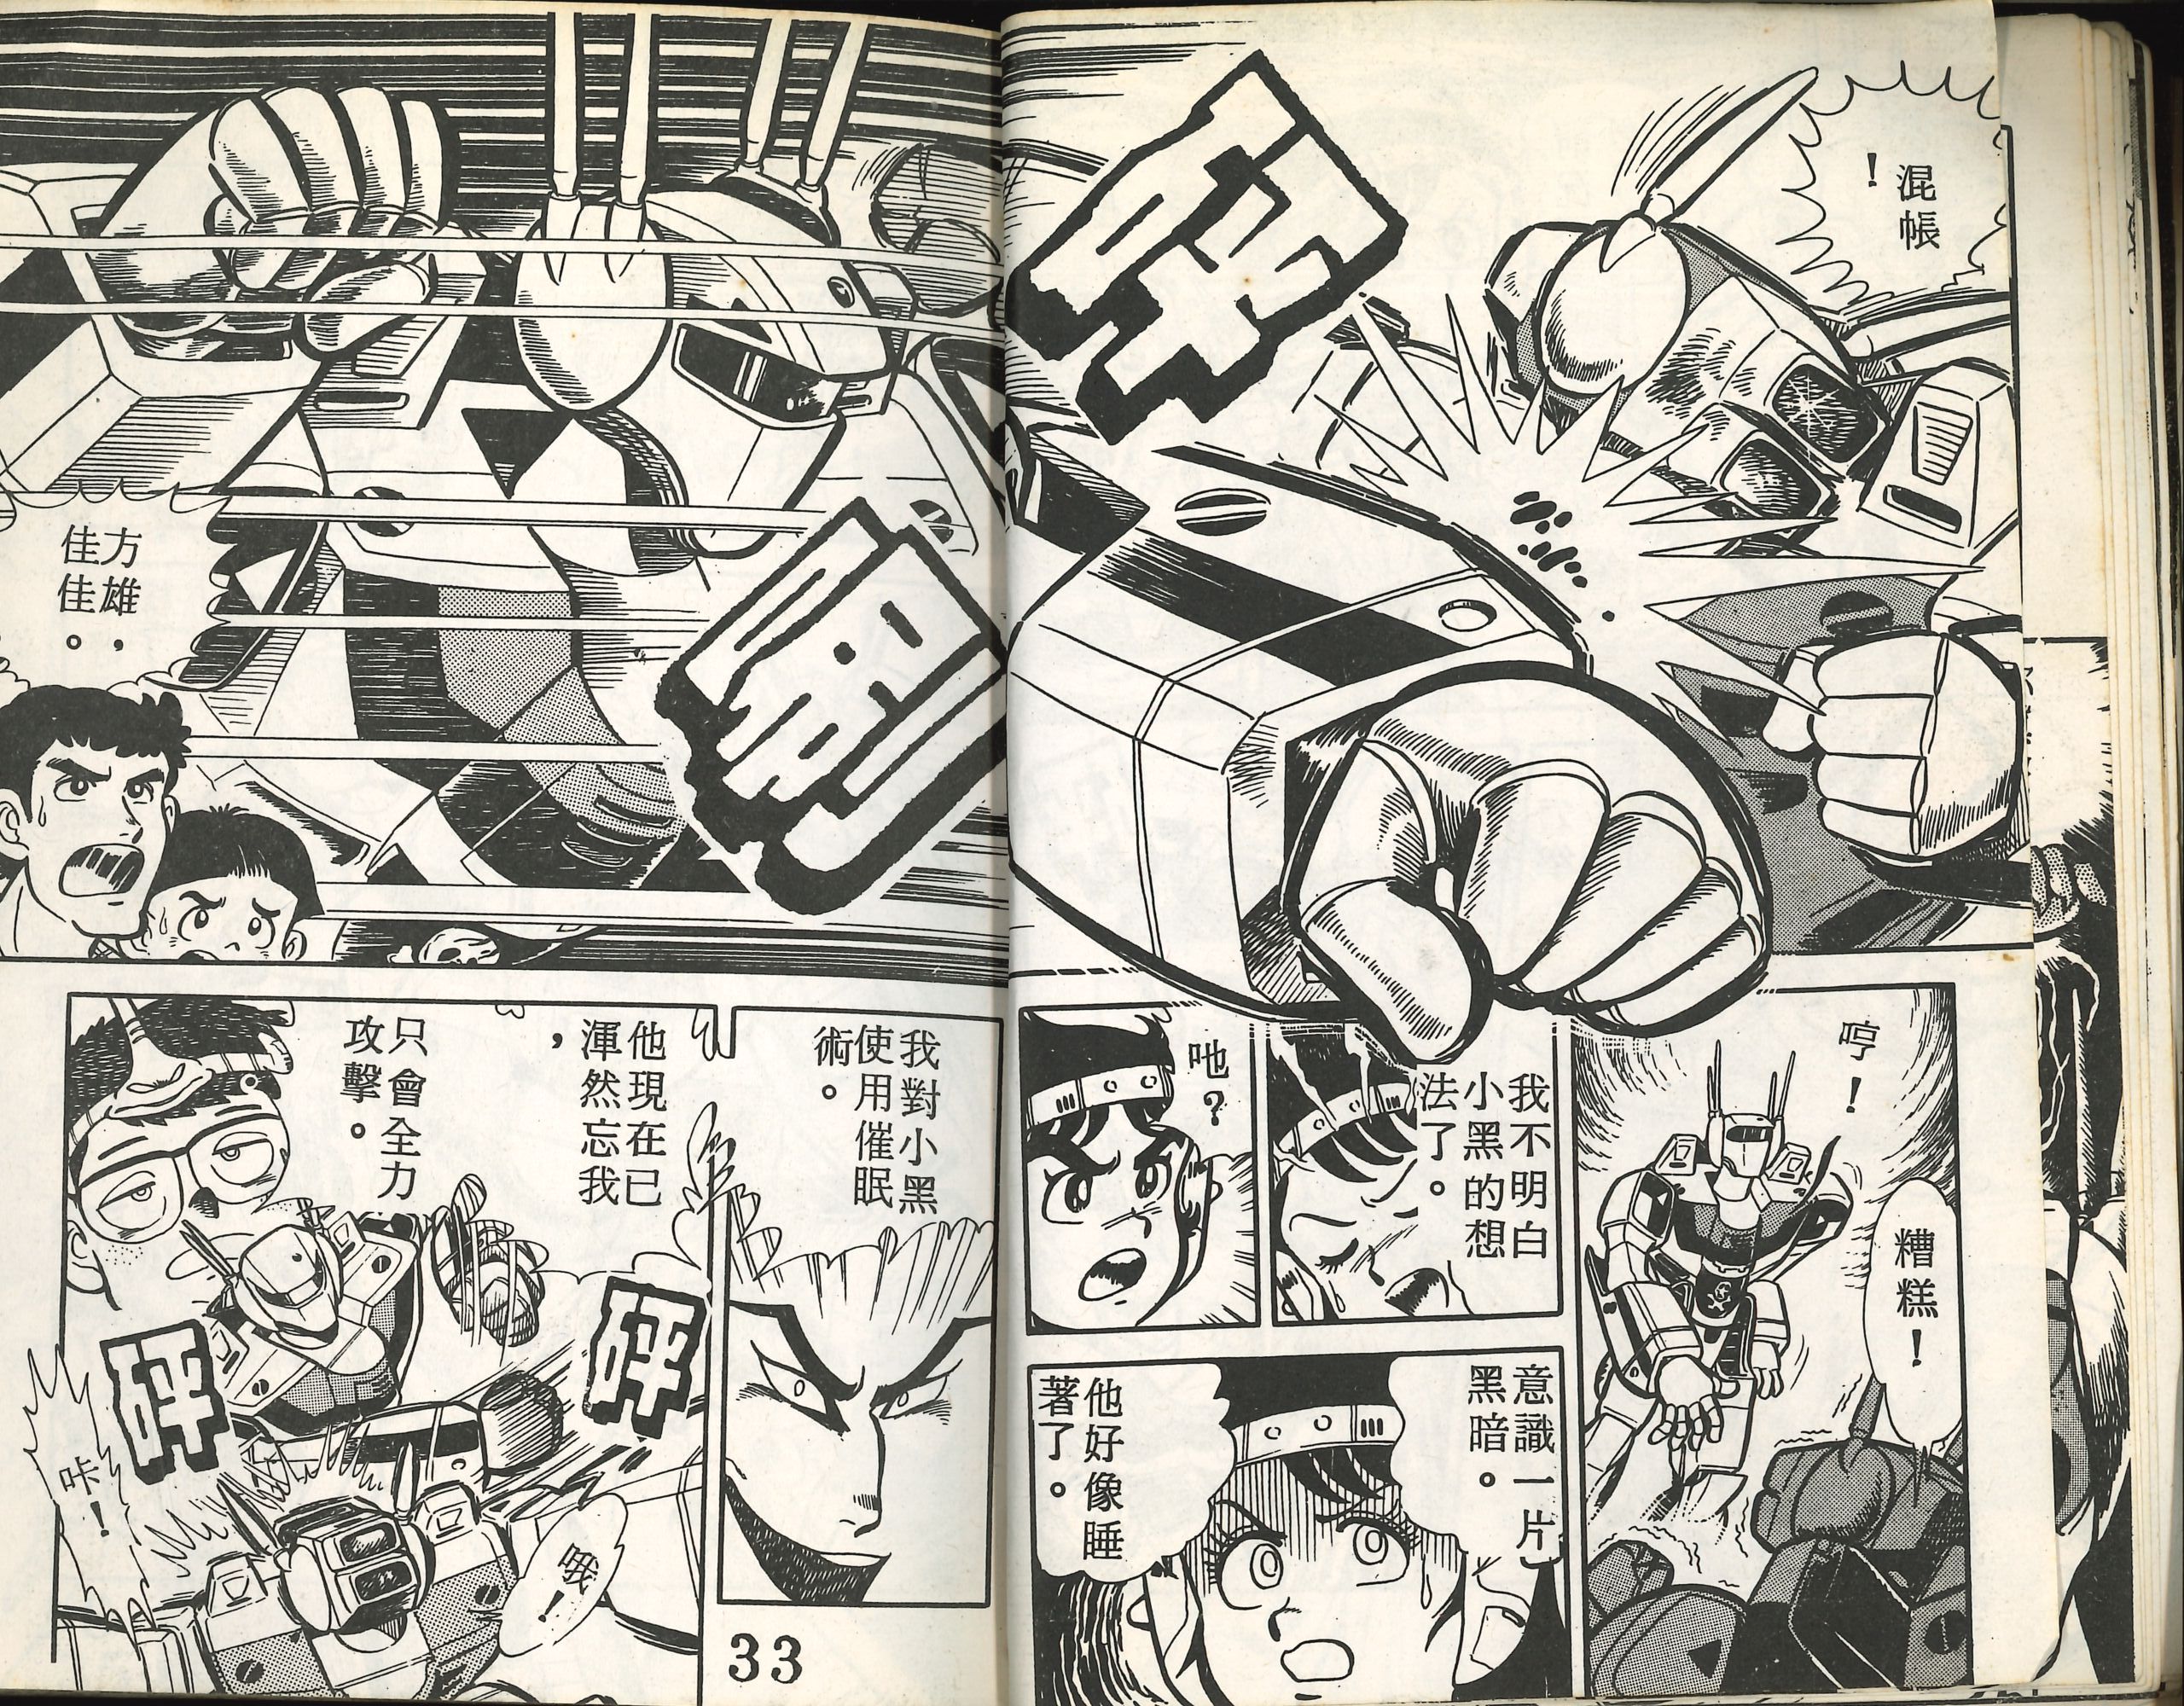 混帳
！
砰
哼！
糟糕！
我不明白
小黑的想
法了。
吔？
意識一片
黑暗。
他好像睡
著了。
方雄，
佳佳。
我對小黑
使用催眠
術。
他現在已
渾然忘我
，
只會全力
攻擊。
砰
哦！
砰
咔！
33